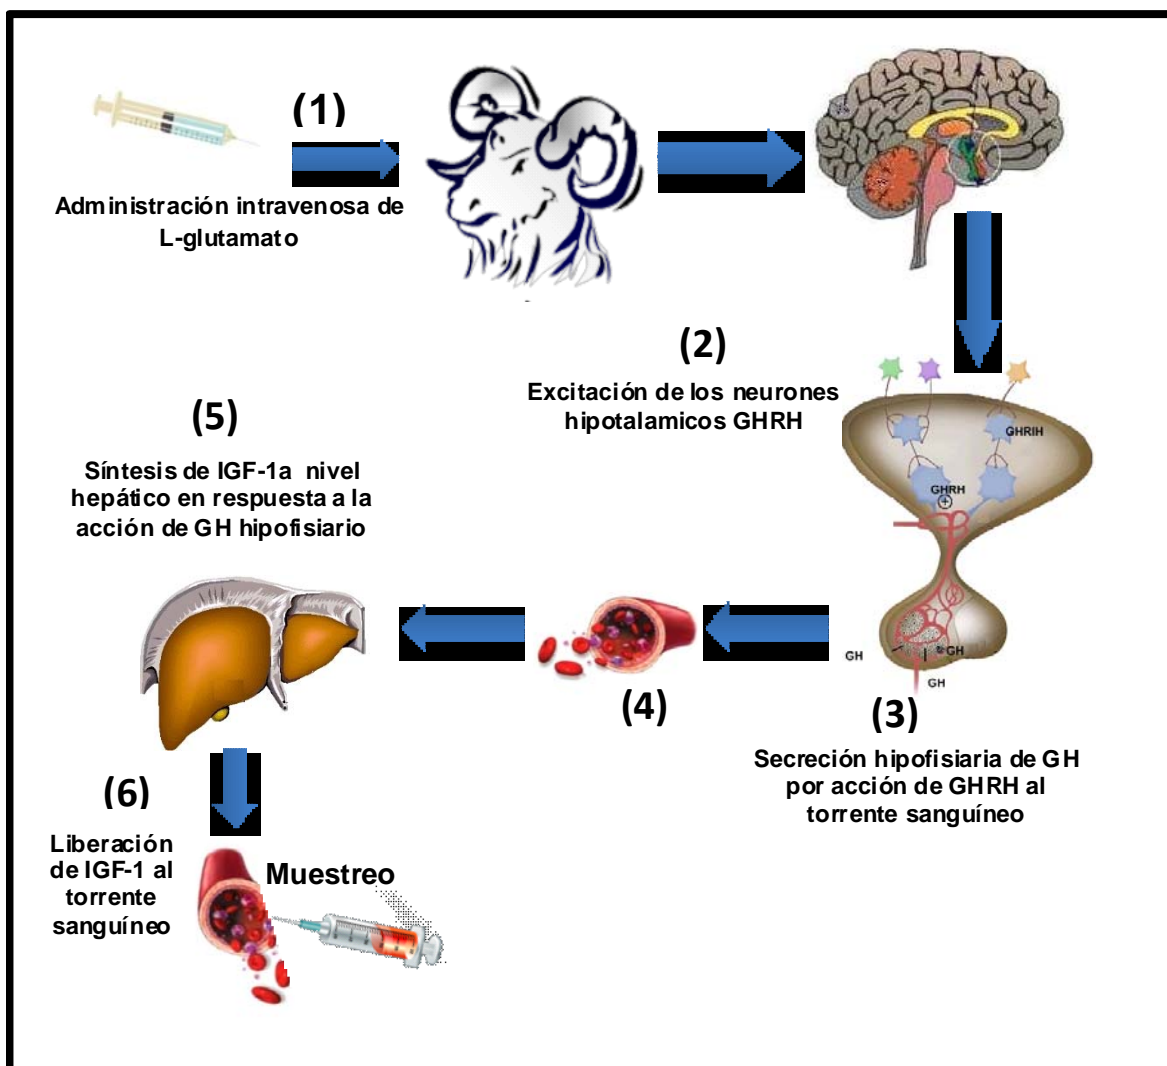 (1)
Administración intravenosa de
L-glutamato
(2)
Excitación de los neurones
hipotalamicos GHRH
GHRIH
GHRH
+
GH
GH
GH
(3)
Secreción hipofisiaria de GH
por acción de GHRH al
torrente sanguíneo
(4)
(5)
Síntesis de IGF-1a nivel
hepático en respuesta a la
acción de GH hipofisiario
(6)
Liberación
de IGF-1 al
torrente
sanguíneo
Muestreo